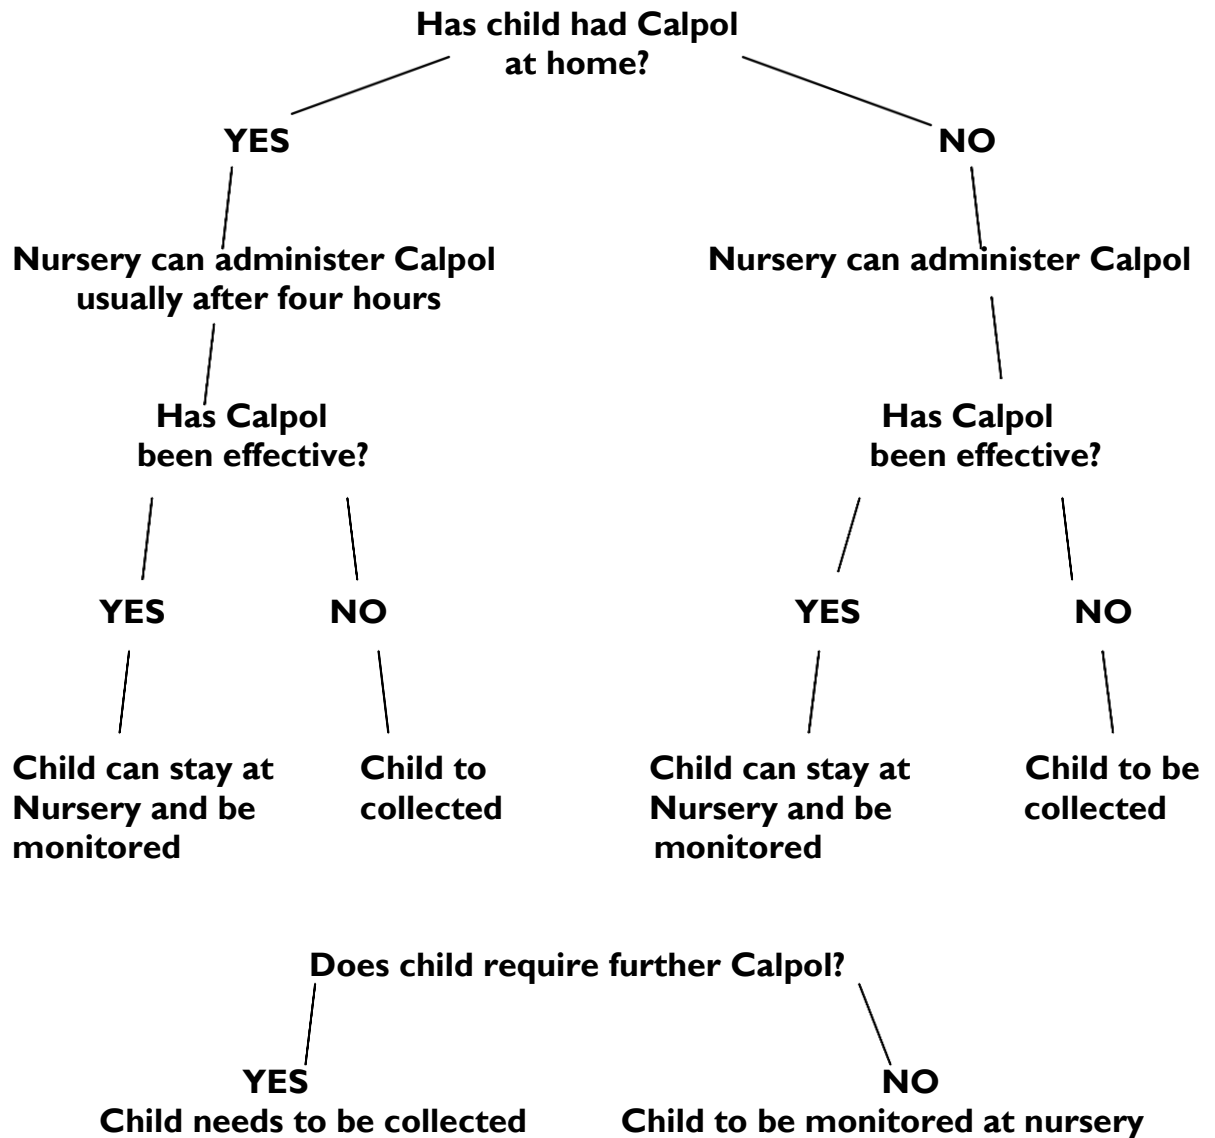 Has child had Calpol
at home?
YES
NO
Nursery can administer Calpol
usually after four hours
Nursery can administer Calpol
Has Calpol
been effective?
Has Calpol
been effective?
YES
NO
YES
NO
Child can stay at
Nursery and be
monitored
Child to
collected
Child can stay at
Nursery and be
monitored
Child to be
collected
Does child require further Calpol?
YES
Child needs to be collected
NO
Child to be monitored at nursery